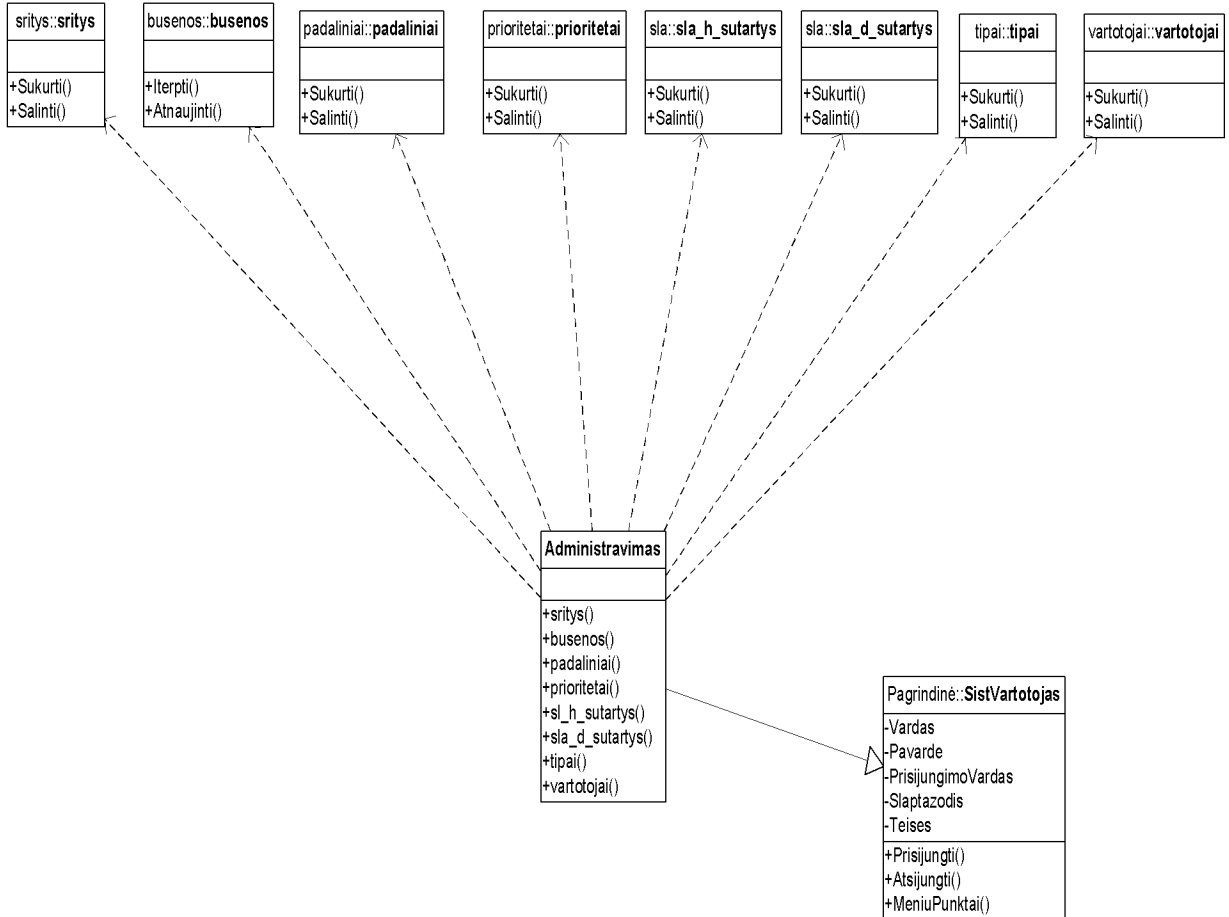 sritys::sritys
+Sukurti()
+Salinti()
busenos::busenos
+Iterpti()
+Atnaujinti()
padaliniai::padaliniai
+Sukurti()
+Salinti()
prioritetai::prioritetai
+Sukurti()
+Salinti()
sla::sla_h_sutartys
+Sukurti()
+Salinti()
sla::sla_d_sutartys
+Sukurti()
+Salinti()
tipai::tipai
+Sukurti()
+Salinti()
vartotojai::vartotojai
+Sukurti()
+Salinti()
Administravimas
+sritys()
+busenos()
+padaliniai()
+prioritetai()
+sl_h_sutartys()
+sla_d_sutartys()
+tipai()
+vartotojai()
Pagrindinė::SistVartotojas
-Vardas
-Pavarde
-PrisijungimoVardas
-Slaptazodis
-Teises
+Prisijungti()
+Atsijungti()
+MeniuPunktai()